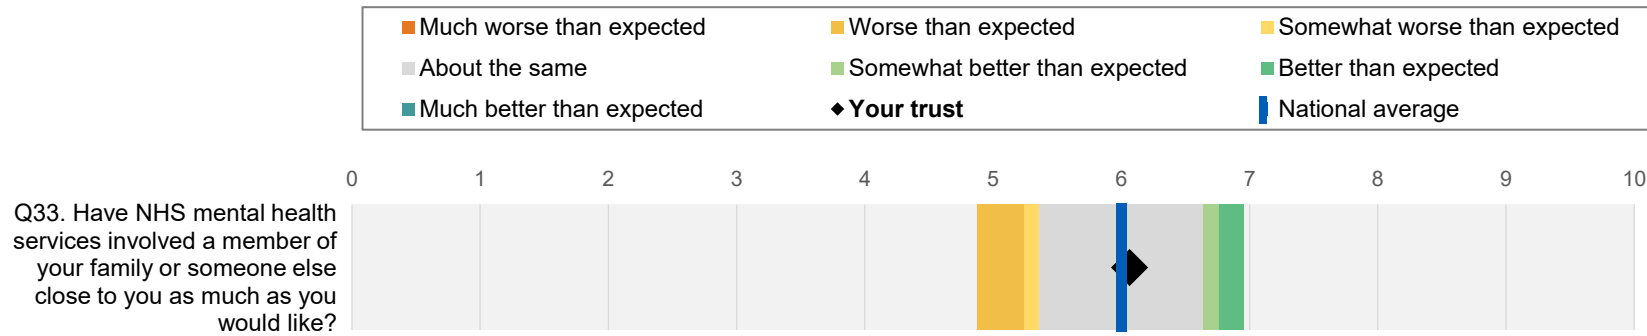 Much worse than expected Worse than expected Somewhat worse than expected
About the same Somewhat better than expected Better than expected
Much better than expected Your trust National average
0 1 2 3 4 5 6 7 8 9 10
Q33. Have NHS mental health
services involved a member of
your family or someone else
close to you as much as you
would like?